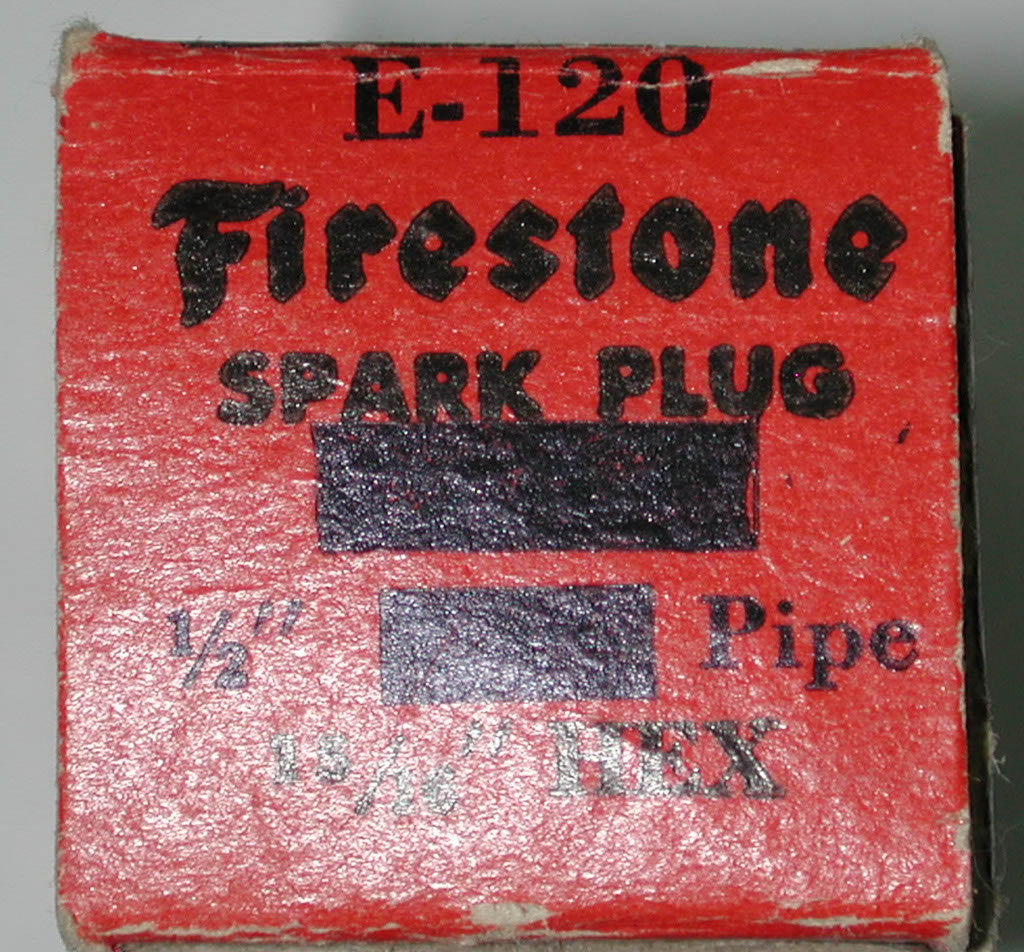 E-120
Firestone
SPARK PLUG
1/2" Pipe
15/16" HEX